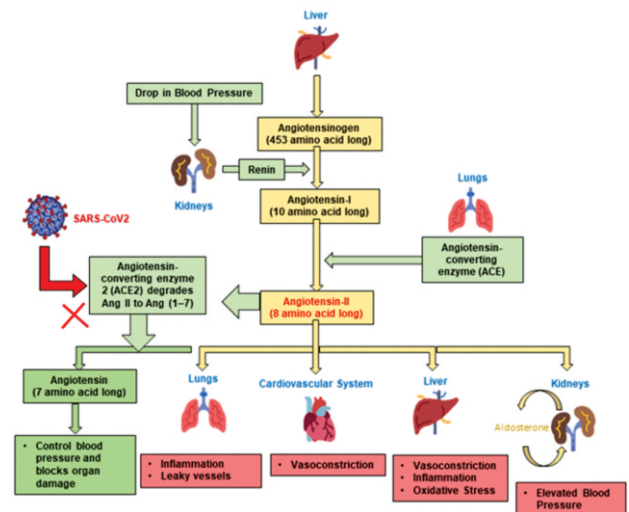 Liver
Drop in Blood Pressure
Angiotensinogen
(453 amino acid long)
Renin
Kidneys
Lungs
Angiotensin-I
(10 amino acid long)
SARS-CoV2
Angiotensin-
converting
enzyme (ACE)
Angiotensin-
converting enzyme
2 (ACE2) degrades
Ang II to Ang (1–7)
Angiotensin-II
(8 amino acid long)
Angiotensin
(7 amino acid long)
Lungs
Cardiovascular System
Liver
Kidneys
Aldosterone
• Control blood
pressure and
blocks organ
damage
• Inflammation
• Leaky vessels
• Vasoconstriction
• Vasoconstriction
• Inflammation
• Oxidative Stress
• Elevated Blood
Pressure